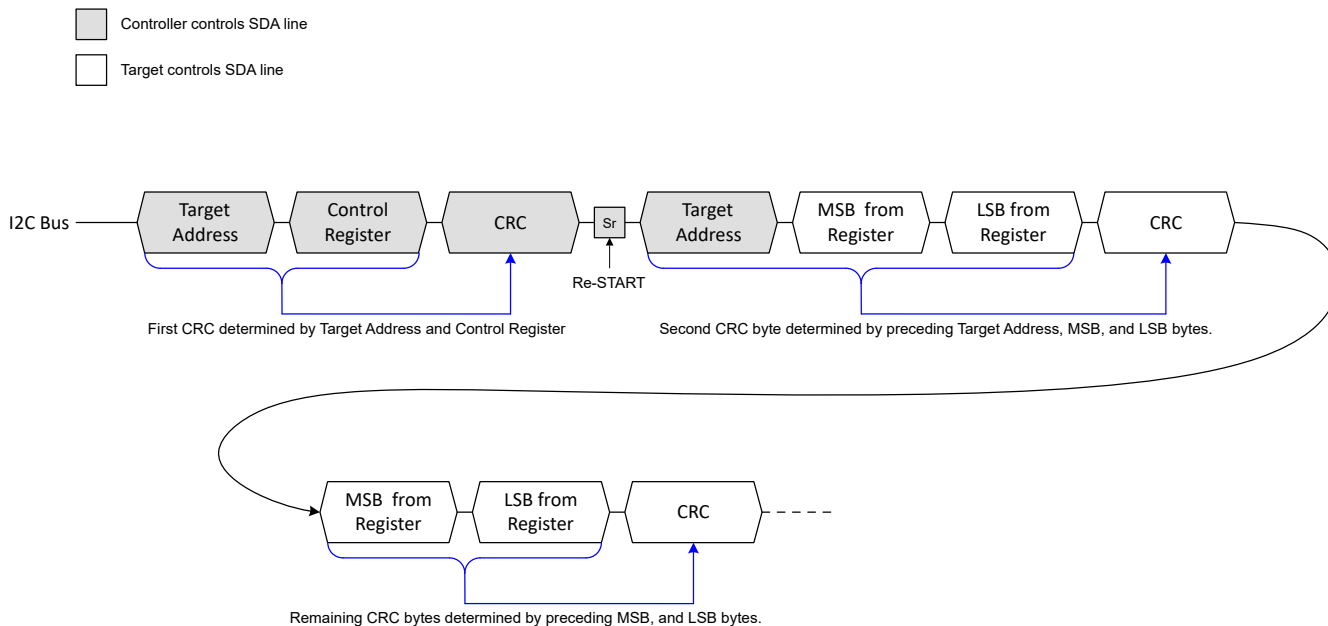 Controller controls SDA line
Target controls SDA line
I2C Bus
Target
Address
Control
Register
CRC
Sr
Re-START
Target
Address
MSB from
Register
LSB from
Register
CRC
First CRC determined by Target Address and Control Register
Second CRC byte determined by preceding Target Address, MSB, and LSB bytes.
MSB from
Register
LSB from
Register
CRC
Remaining CRC bytes determined by preceding MSB, and LSB bytes.